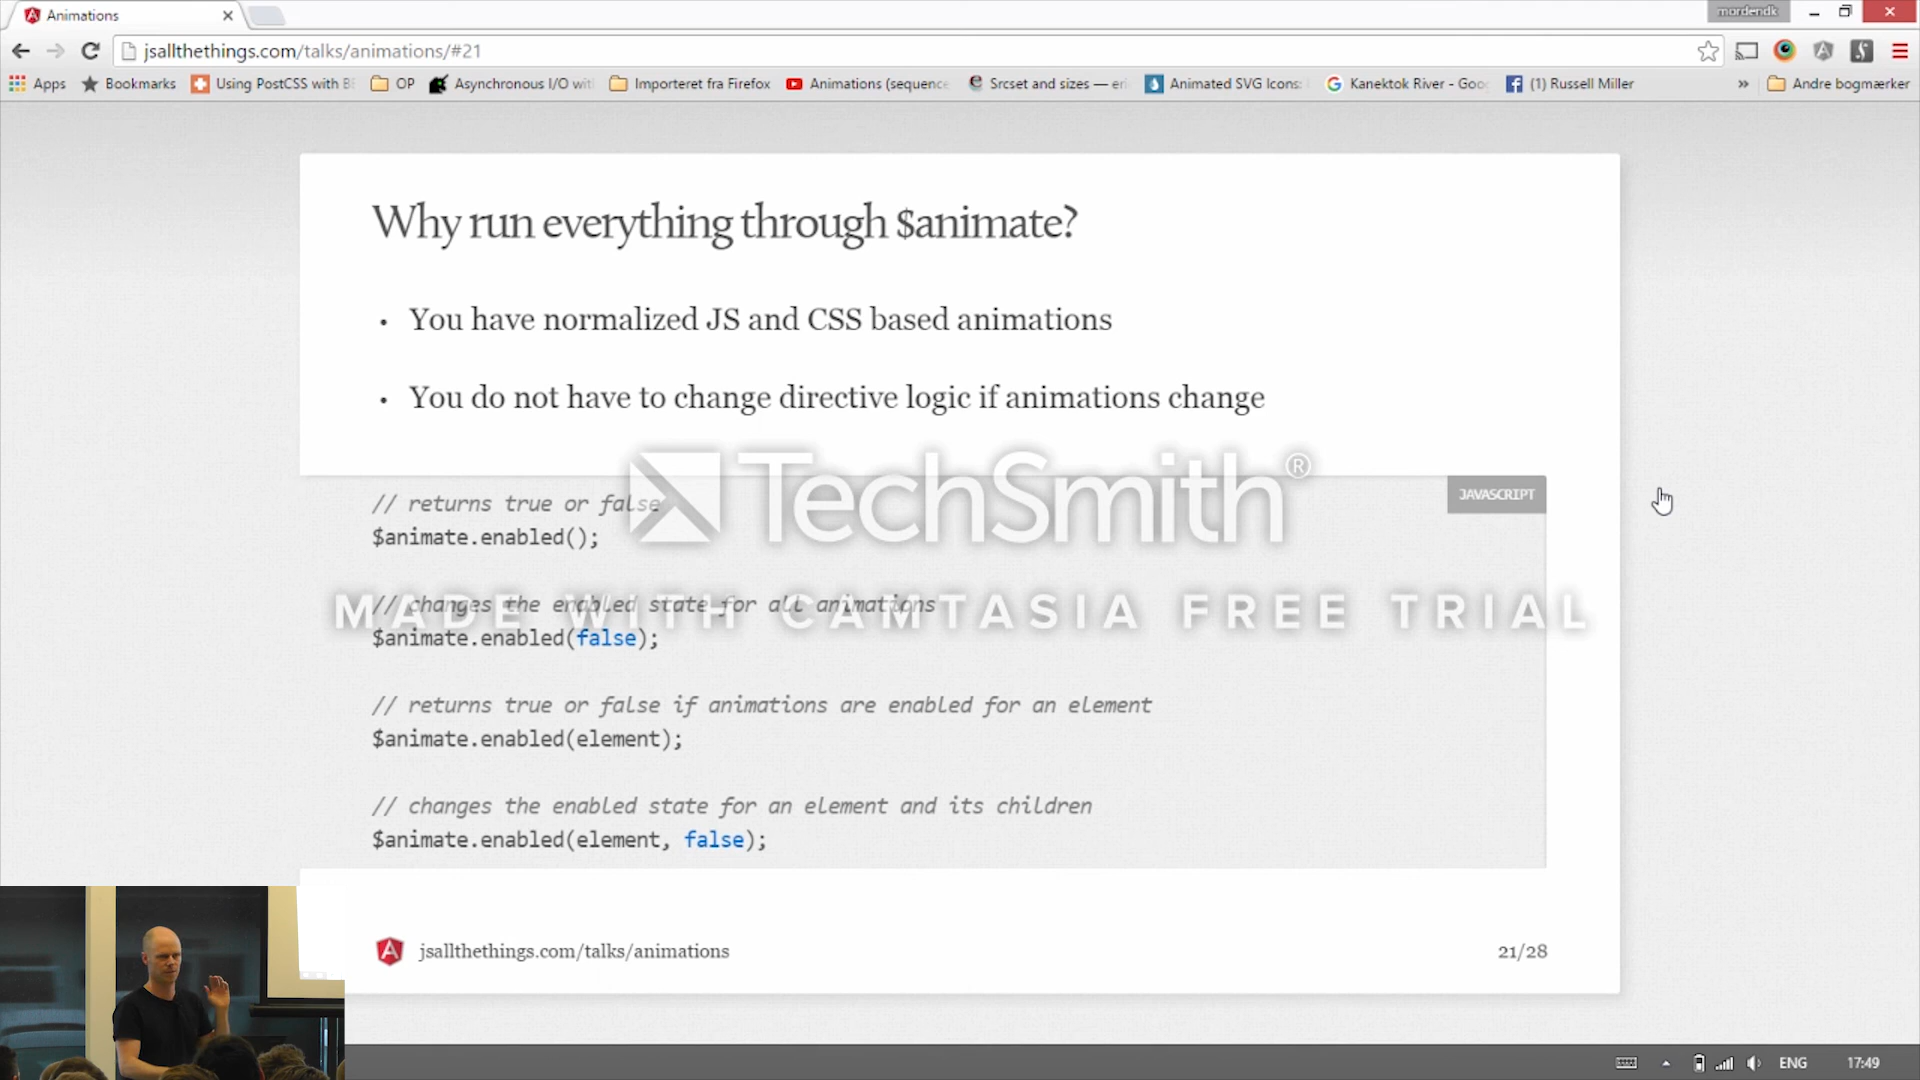 Animations
mordendk
jsallthethings.com/talks/animations/#21
Apps
Bookmarks
Using PostCSS with B
OP
Asynchronous I/O wit
Importeret fra Firefox
Animations (sequence
Srcset and sizes — eri
Animated SVG Icons:
Kanektok River - Goo
(1) Russell Miller
»
Andre bogmærker
Why run everything through $animate?
• You have normalized JS and CSS based animations
• You do not have to change directive logic if animations change
TechSmith®
MADE WITH CAMTASIA FREE TRIAL
JAVASCRIPT
// returns true or false
$animate.enabled();
// changes the enabled state for all animations
$animate.enabled(false);
// returns true or false if animations are enabled for an element
$animate.enabled(element);
// changes the enabled state for an element and its children
$animate.enabled(element, false);
jsallthethings.com/talks/animations
21/28
ENG
17:49